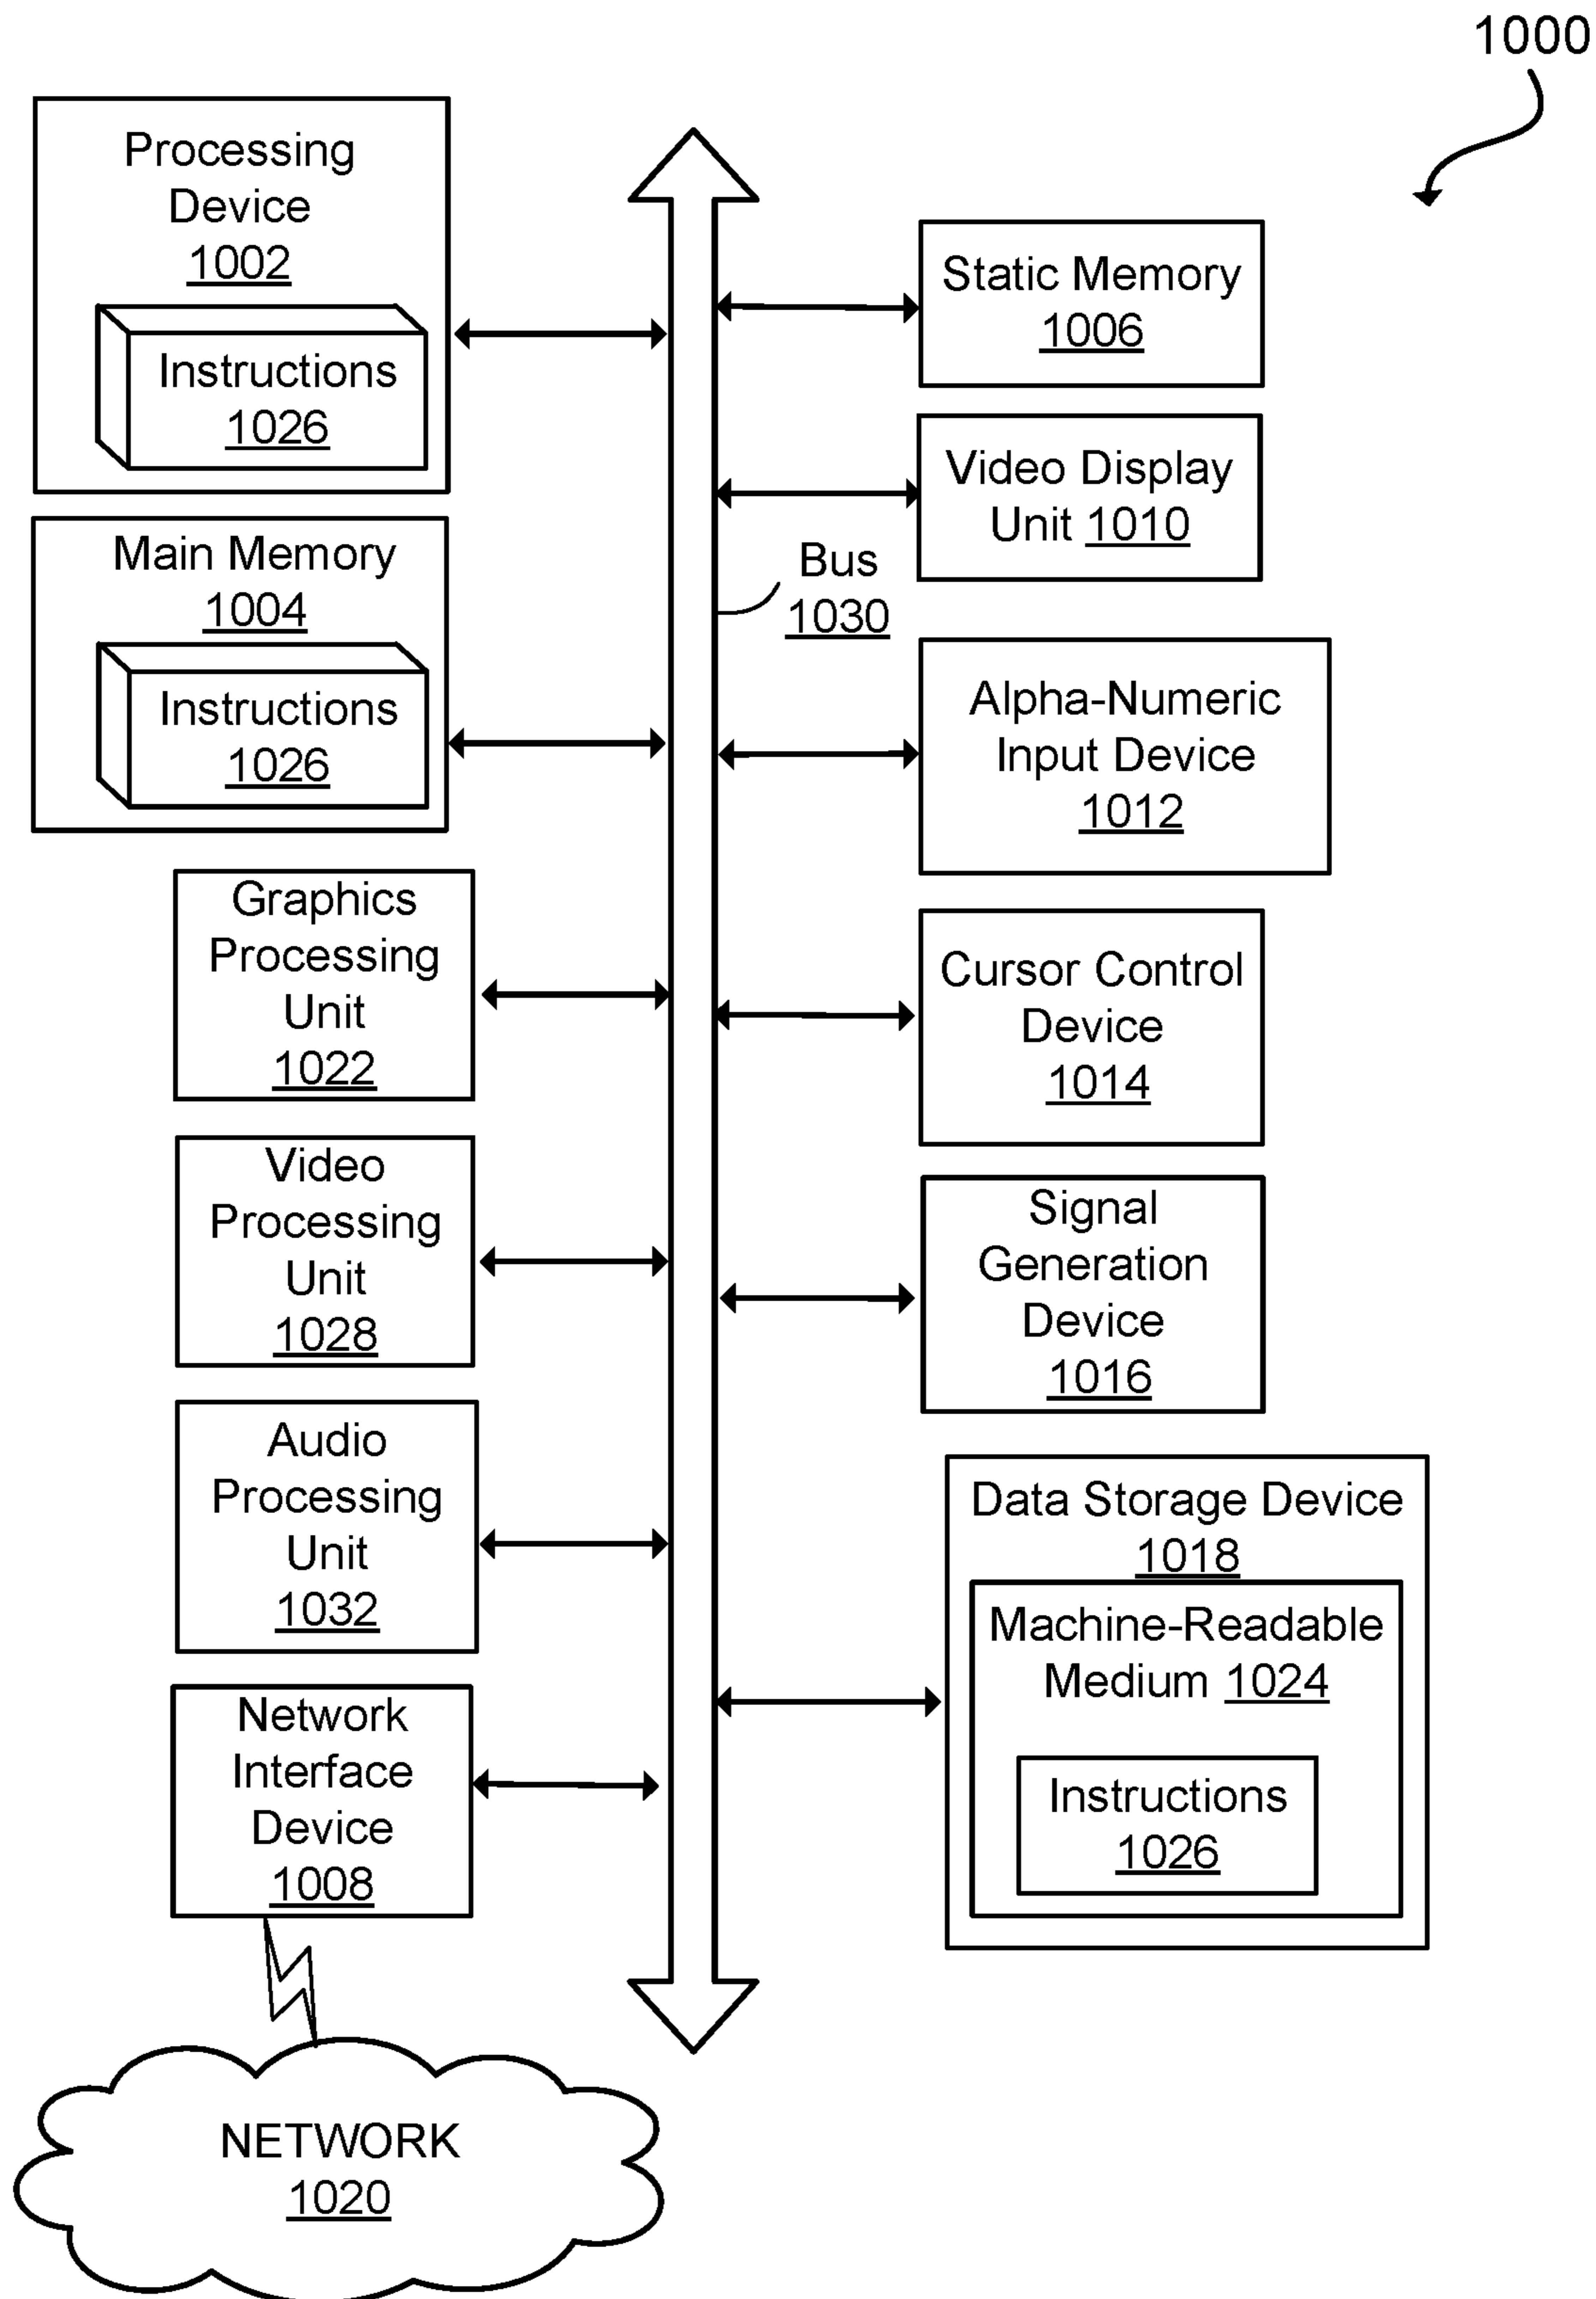 1000
Processing
Device
1002
Instructions
1026
Main Memory
1004
Instructions
1026
Graphics
Processing
Unit
1022
Video
Processing
Unit
1028
Audio
Processing
Unit
1032
Network
Interface
Device
1008
NETWORK
1020
Bus
1030
Static Memory
1006
Video Display
Unit 1010
Alpha-Numeric
Input Device
1012
Cursor Control
Device
1014
Signal
Generation
Device
1016
Data Storage Device
1018
Machine-Readable
Medium 1024
Instructions
1026